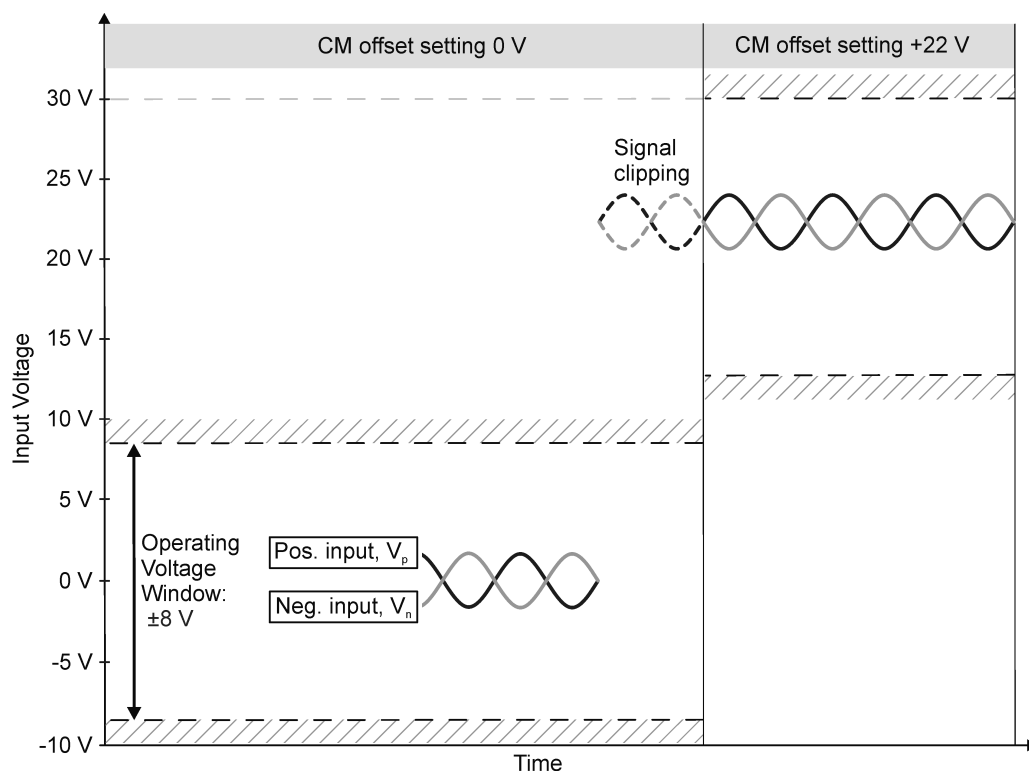 CM offset setting 0 V
CM offset setting +22 V
30 V
25 V
20 V
15 V
10 V
5 V
0 V
-5 V
-10 V
Input Voltage
Signal
clipping
Operating
Voltage
Window:
±8 V
Pos. input, Vp
Neg. input, Vn
Time